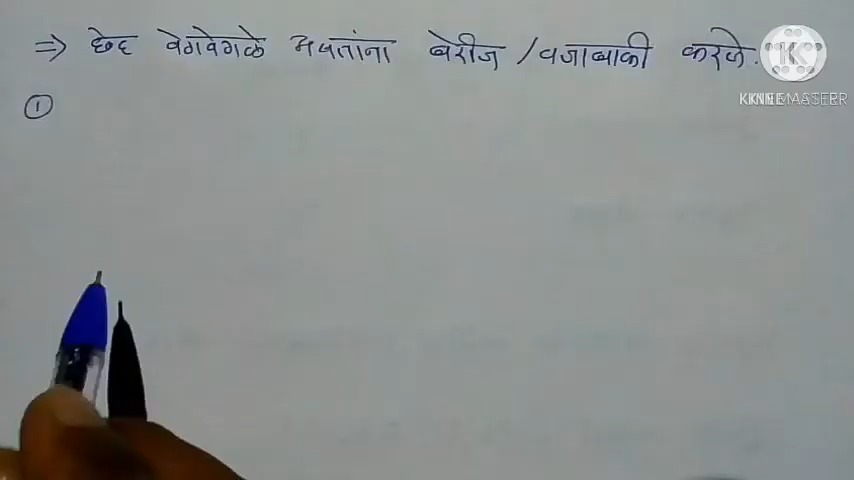 ⇒ छेद वेगवेगळे असतांना बेरीज / वजाबाकी करणे.
①
K
KINEMASTER